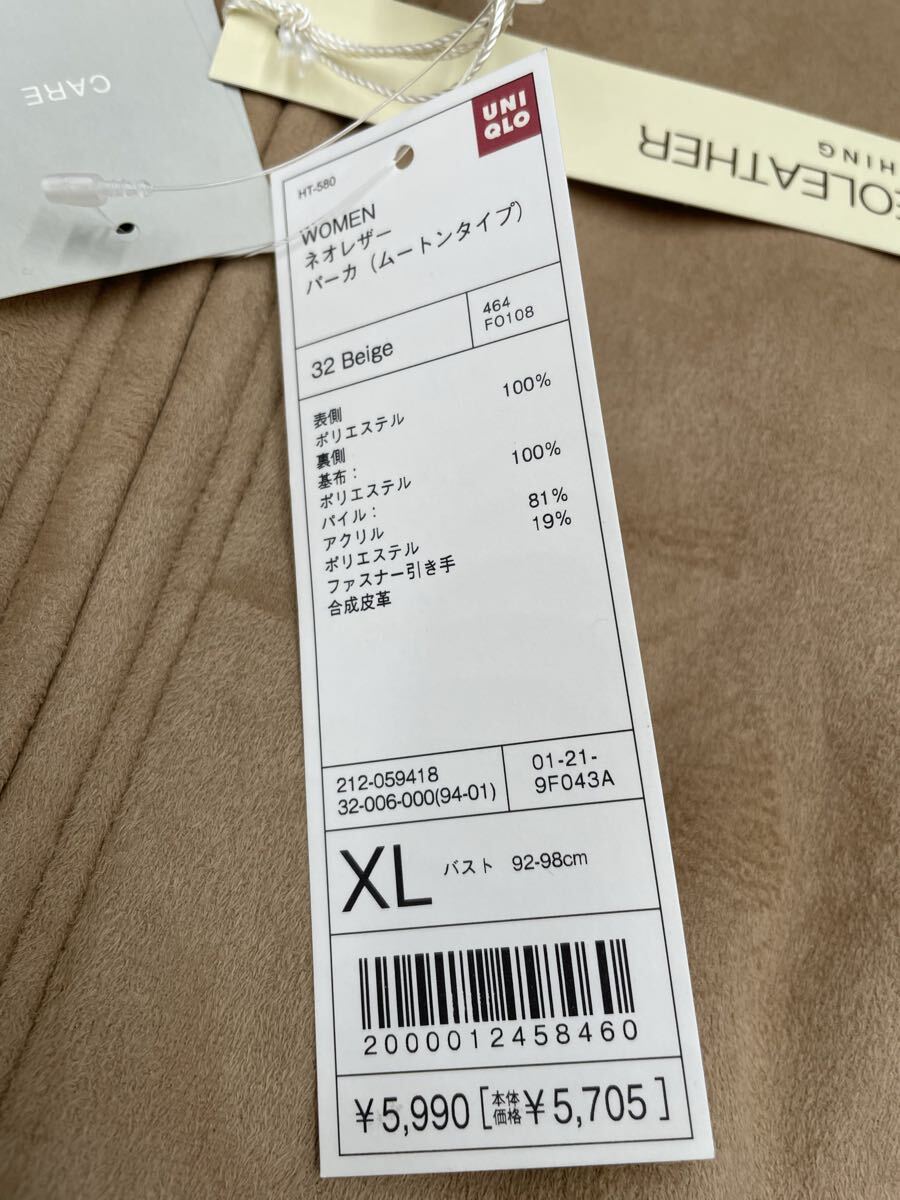 CARE
EOLEATHER
HING
UNI
QLO
HT-580
WOMEN
ネオレザー
パーカ（ムートンタイプ）
32 Beige
464
FO108
表側
ポリエステル 100%
裏側
基布：
ポリエステル 100%
パイル：
アクリル 81%
ポリエステル 19%
ファスナー引き手
合成皮革
212-059418
32-006-000(94-01)
01-21-
9F043A
XL バスト 92-98cm
2000012458460
¥5,990［本体価格¥5,705］